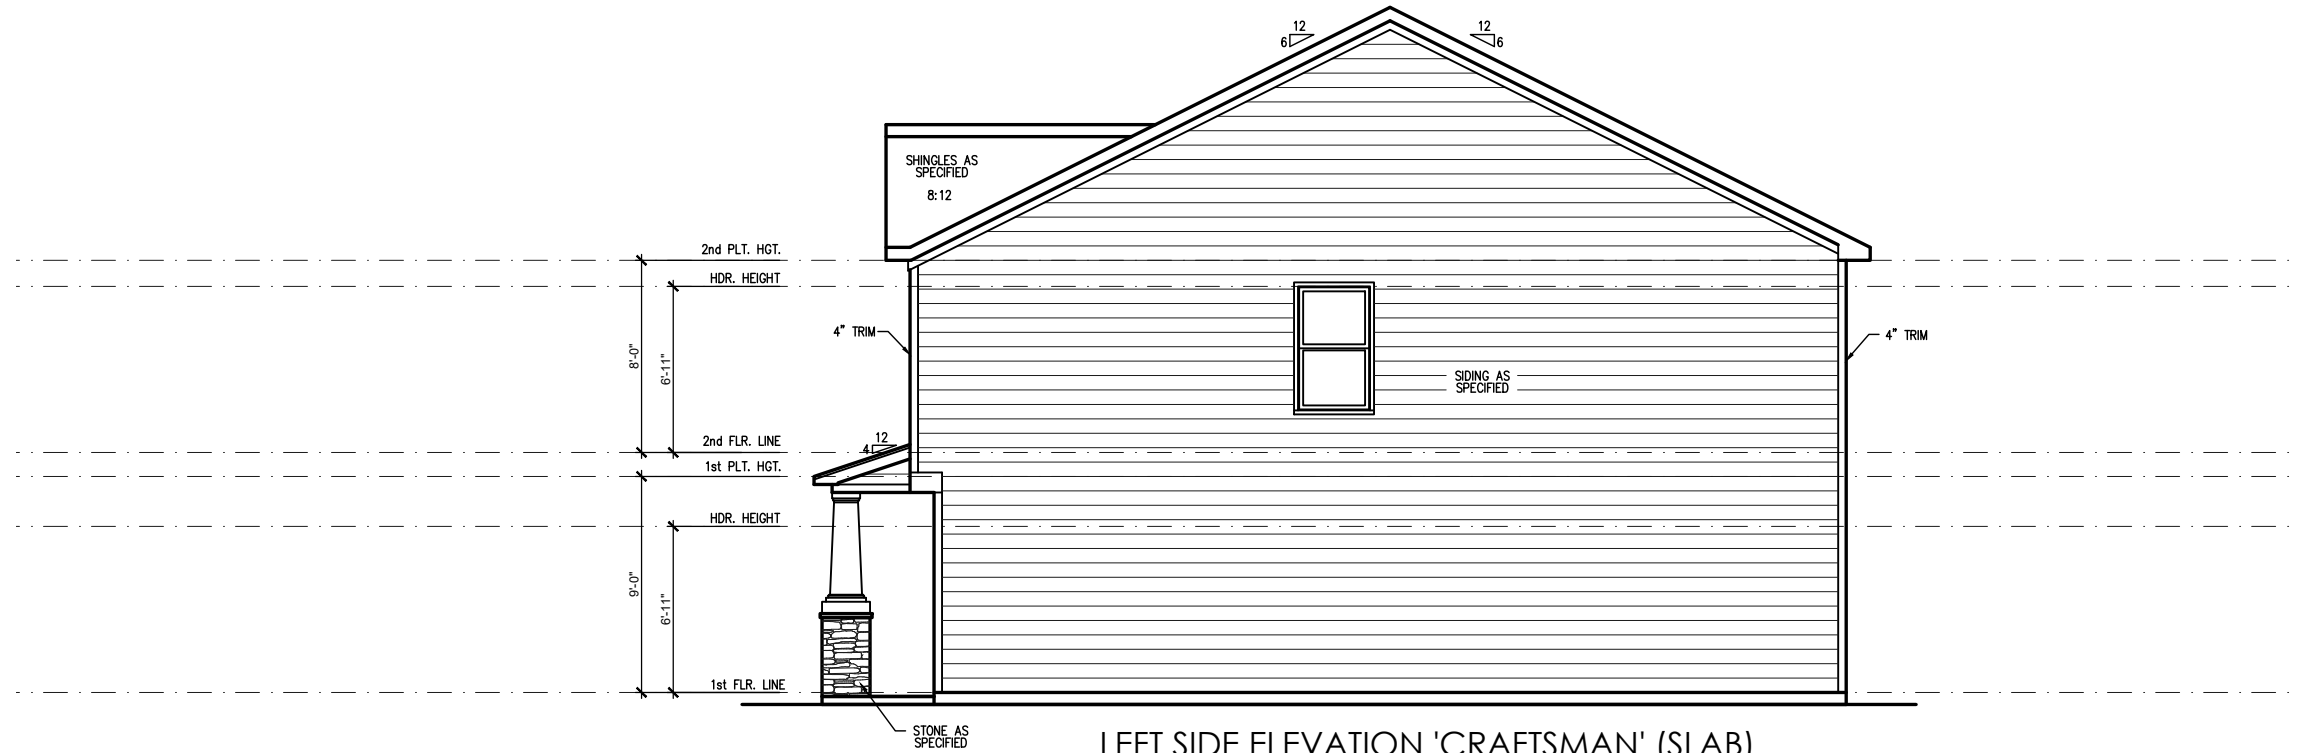 12
6
12
6
SHINGLES AS
SPECIFIED
8:12
2nd PLT. HGT.
HDR. HEIGHT
4" TRIM
4" TRIM
8'-0"
6'-11"
SIDING AS
SPECIFIED
2nd FLR. LINE
12
4
1st PLT. HGT.
HDR. HEIGHT
9'-0"
6'-11"
1st FLR. LINE
STONE AS
SPECIFIED
LEFT SIDE ELEVATION 'CRAFTSMAN' (SLAB)